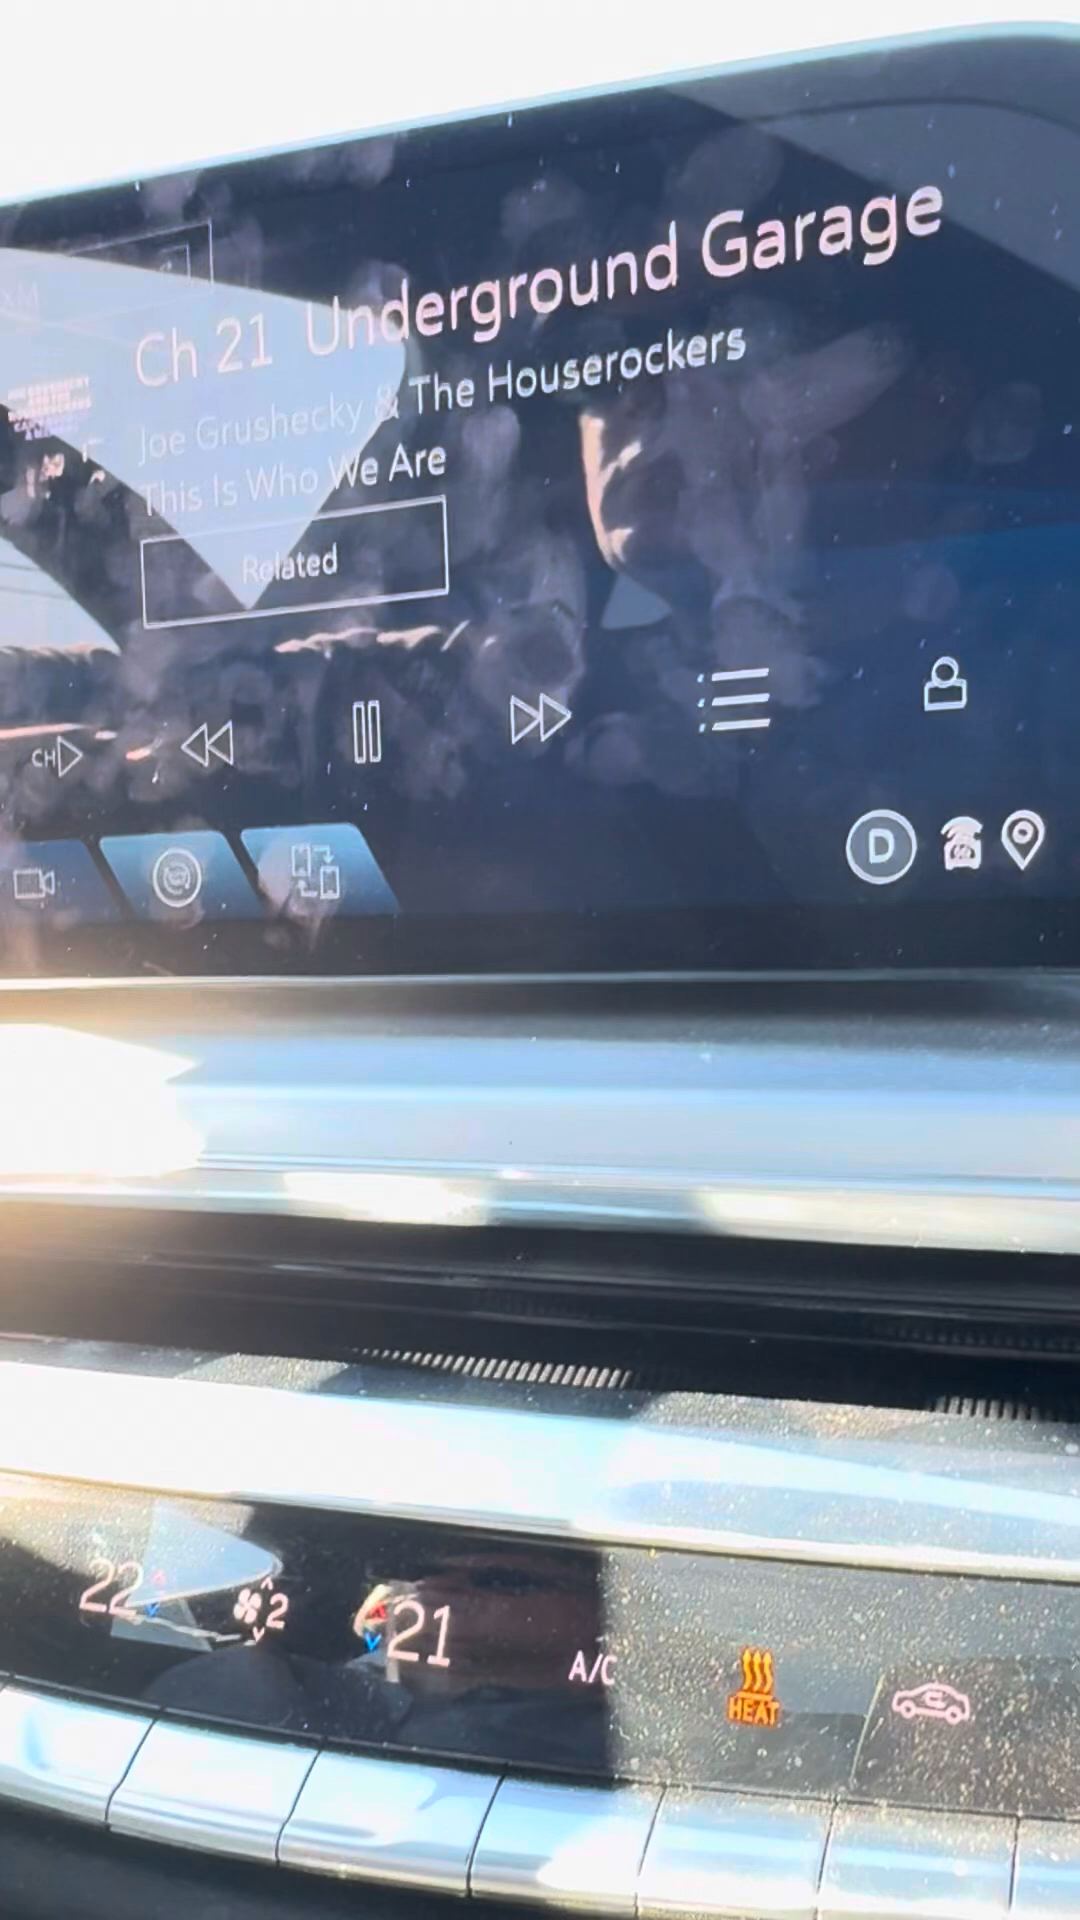 XM
Ch 21 Underground Garage
Joe Grushecky & The Houserockers
This Is Who We Are
Related
CH
D
22
2
21
A/C
HEAT